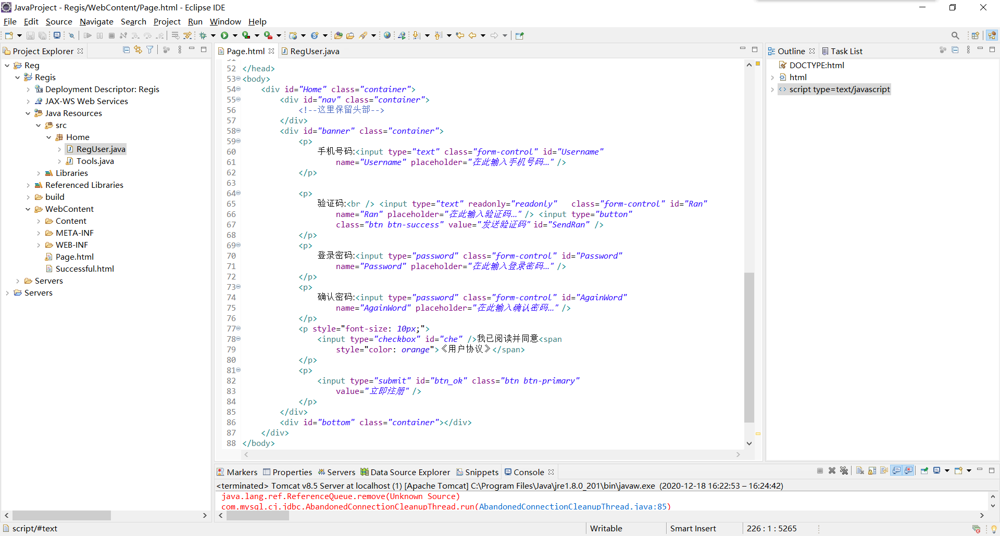 JavaProject - Regis/WebContent/Page.html - Eclipse IDE
File Edit Source Navigate Search Project Run Window Help
Project Explorer
Reg
Regis
Deployment Descriptor: Regis
JAX-WS Web Services
Java Resources
src
Home
RegUser.java
Tools.java
Libraries
Referenced Libraries
build
WebContent
Content
META-INF
WEB-INF
Page.html
Successful.html
Servers
Servers
Page.html RegUser.java
52 </head>
53 <body>
54 <div id="Home" class="container">
55 <div id="nav" class="container">
56 <!--这里保留头部-->
57 </div>
58 <div id="banner" class="container">
59 <p>
60 手机号码:<input type="text" class="form-control" id="Username"
61 name="Username" placeholder="在此输入手机号码..." />
62 </p>
63
64 <p>
65 验证码:<br /> <input type="text" readonly="readonly" class="form-control" id="Ran"
66 name="Ran" placeholder="在此输入验证码..." /> <input type="button"
67 class="btn btn-success" value="发送验证码" id="SendRan" />
68 </p>
69 <p>
70 登录密码:<input type="password" class="form-control" id="Password"
71 name="Password" placeholder="在此输入登录密码..." />
72 </p>
73 <p>
74 确认密码:<input type="password" class="form-control" id="AgainWord"
75 name="AgainWord" placeholder="在此输入确认密码..." />
76 </p>
77 <p style="font-size: 10px;">
78 <input type="checkbox" id="che" />我已阅读并同意<span
79 style="color: orange">《用户协议》</span>
80 </p>
81 <p>
82 <input type="submit" id="btn_ok" class="btn btn-primary"
83 value="立即注册" />
84 </p>
85 </div>
86 <div id="bottom" class="container"></div>
87 </div>
88 </body>
Outline Task List
DOCTYPE:html
html
script type=text/javascript
Markers Properties Servers Data Source Explorer Snippets Console
<terminated> Tomcat v8.5 Server at localhost (1) [Apache Tomcat] C:\Program Files\Java\jre1.8.0_201\bin\javaw.exe (2020-12-18 16:22:53 – 16:24:42)
java.lang.ref.ReferenceQueue.remove(Unknown Source)
com.mysql.cj.jdbc.AbandonedConnectionCleanupThread.run(AbandonedConnectionCleanupThread.java:85)
script/#text Writable Smart Insert 226 : 1 : 5265